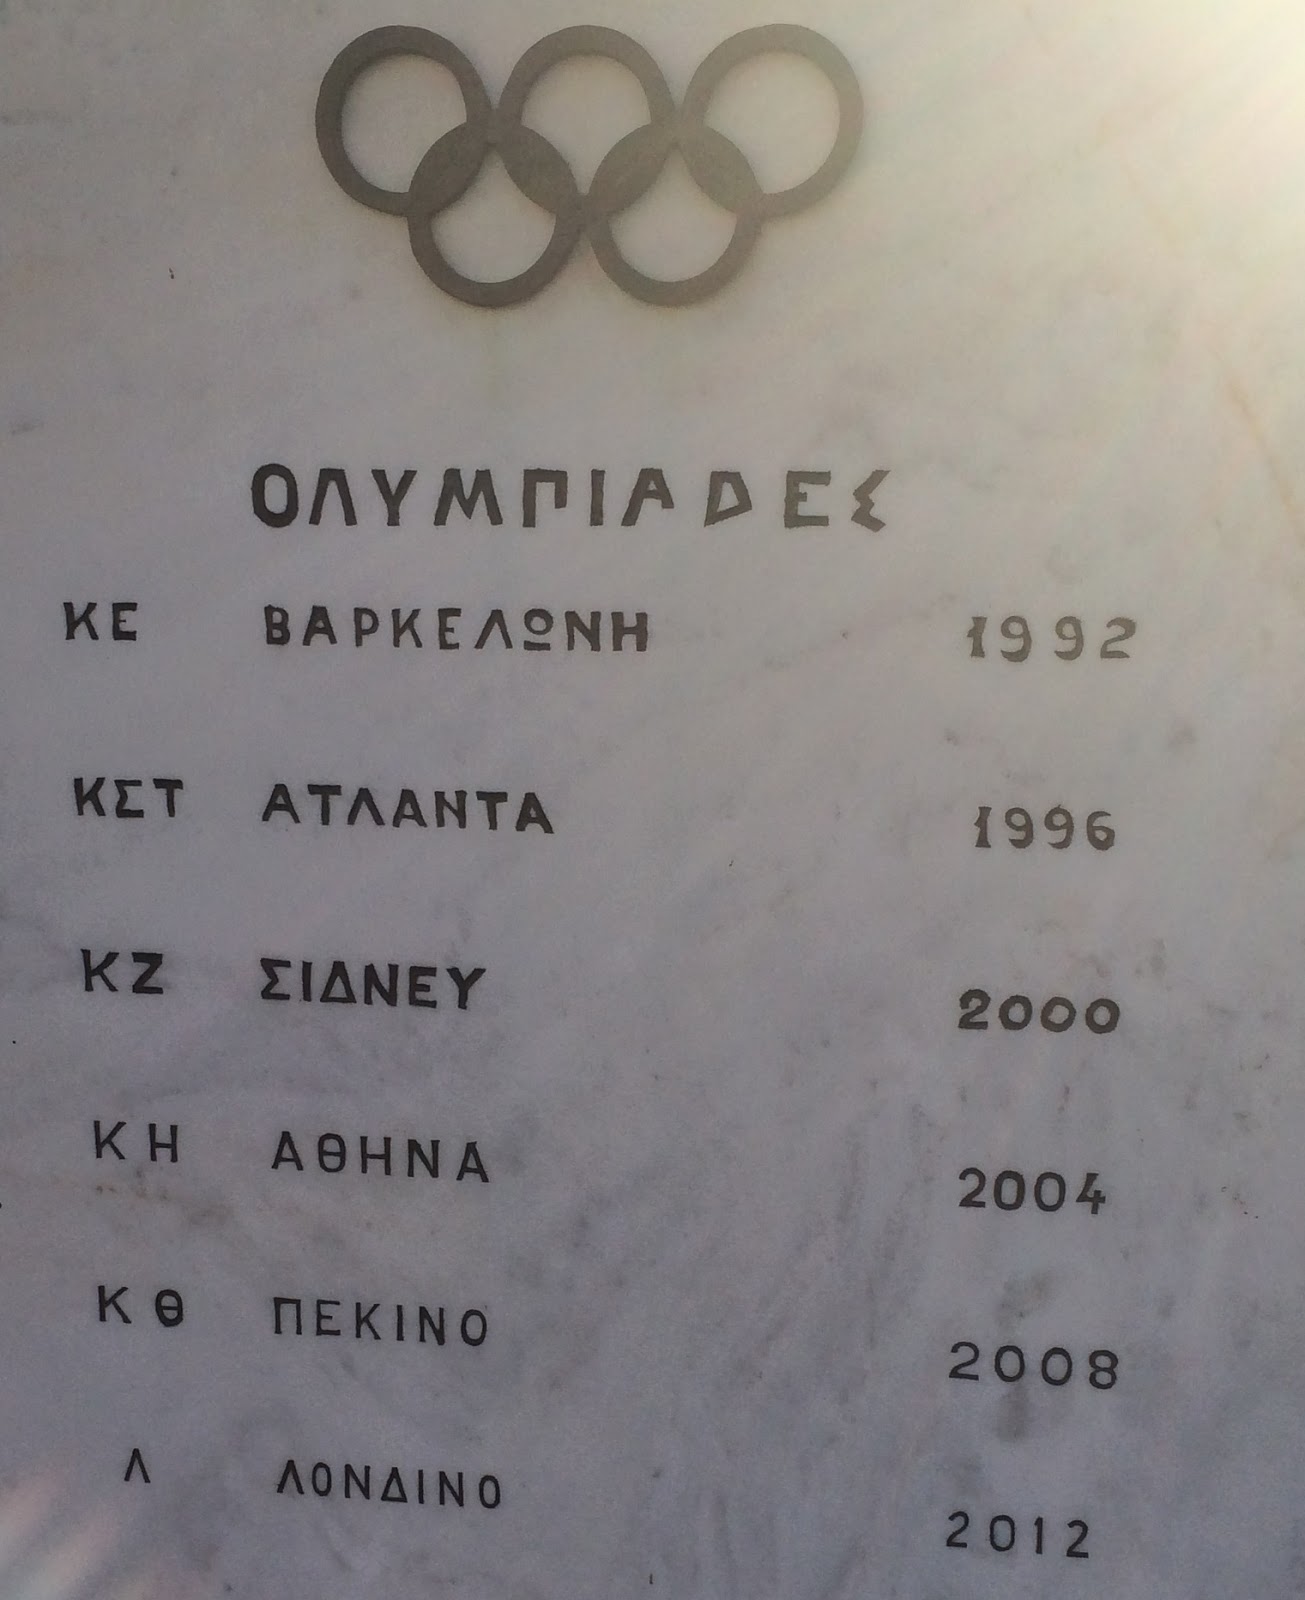 ΟΛΥΜΠΙΑΔΕΣ
ΚΕ ΒΑΡΚΕΛΩΝΗ 1992
ΚΣΤ ΑΤΛΑΝΤΑ 1996
ΚΖ ΣΙΔΝΕΥ 2000
ΚΗ ΑΘΗΝΑ 2004
ΚΘ ΠΕΚΙΝΟ 2008
Λ ΛΟΝΔΙΝΟ 2012